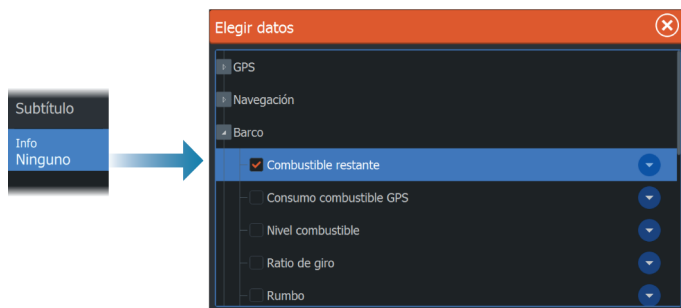 Subtítulo
Info
Ninguno
Elegir datos
GPS
Navegación
Barco
Combustible restante
Consumo combustible GPS
Nivel combustible
Ratio de giro
Rumbo